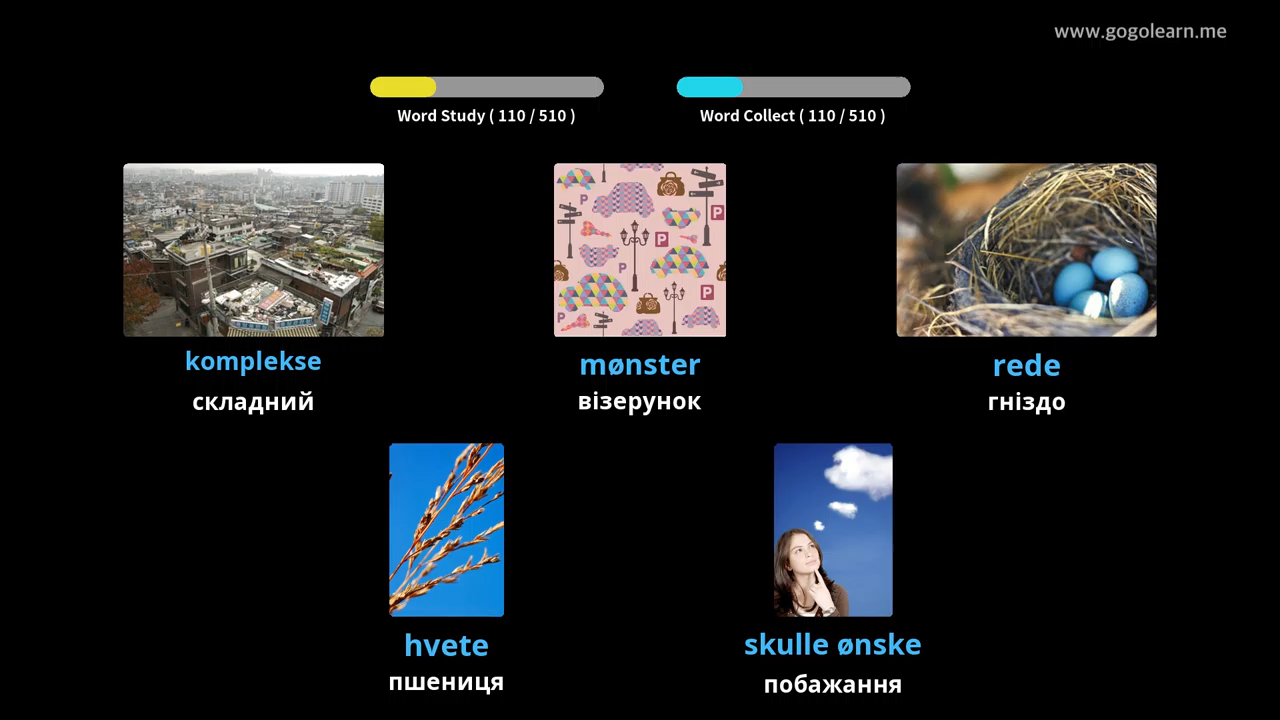 www.gogolearn.me
Word Study ( 110 / 510 )
Word Collect ( 110 / 510 )
komplekse
складний
mønster
візерунок
rede
гніздо
hvete
пшениця
skulle ønske
побажання